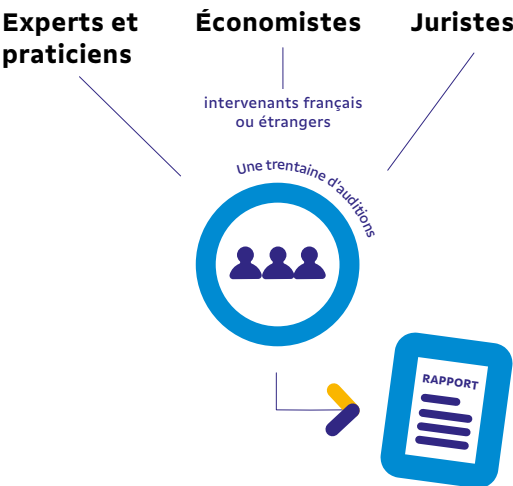 Experts et
praticiens
Économistes
Juristes
intervenants français
ou étrangers
Une trentaine d'auditions
RAPPORT